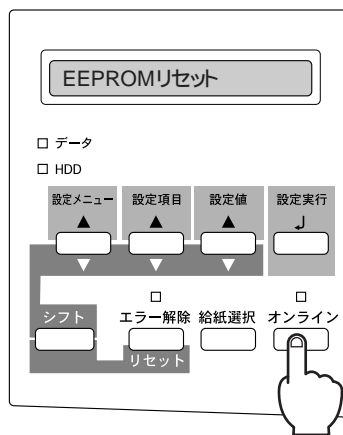 EEPROMリセット
データ
HDD
設定メニュー 設定項目 設定値 設定実行
シフト エラー解除 給紙選択 オンライン
リセット